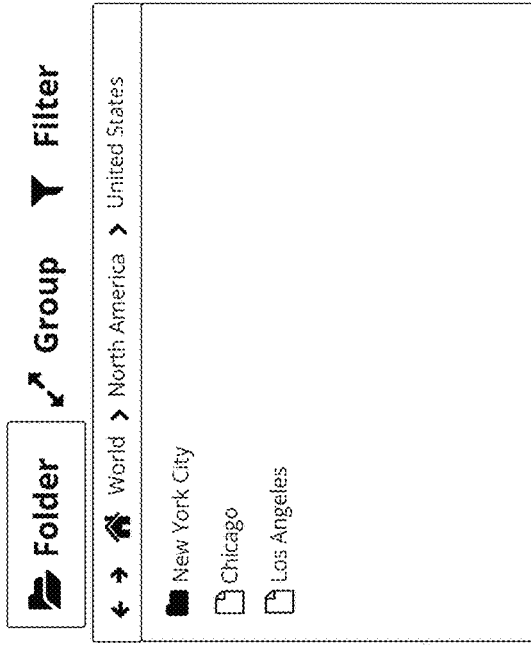 Folder Group Filter
World > North America > United States
New York City
Chicago
Los Angeles